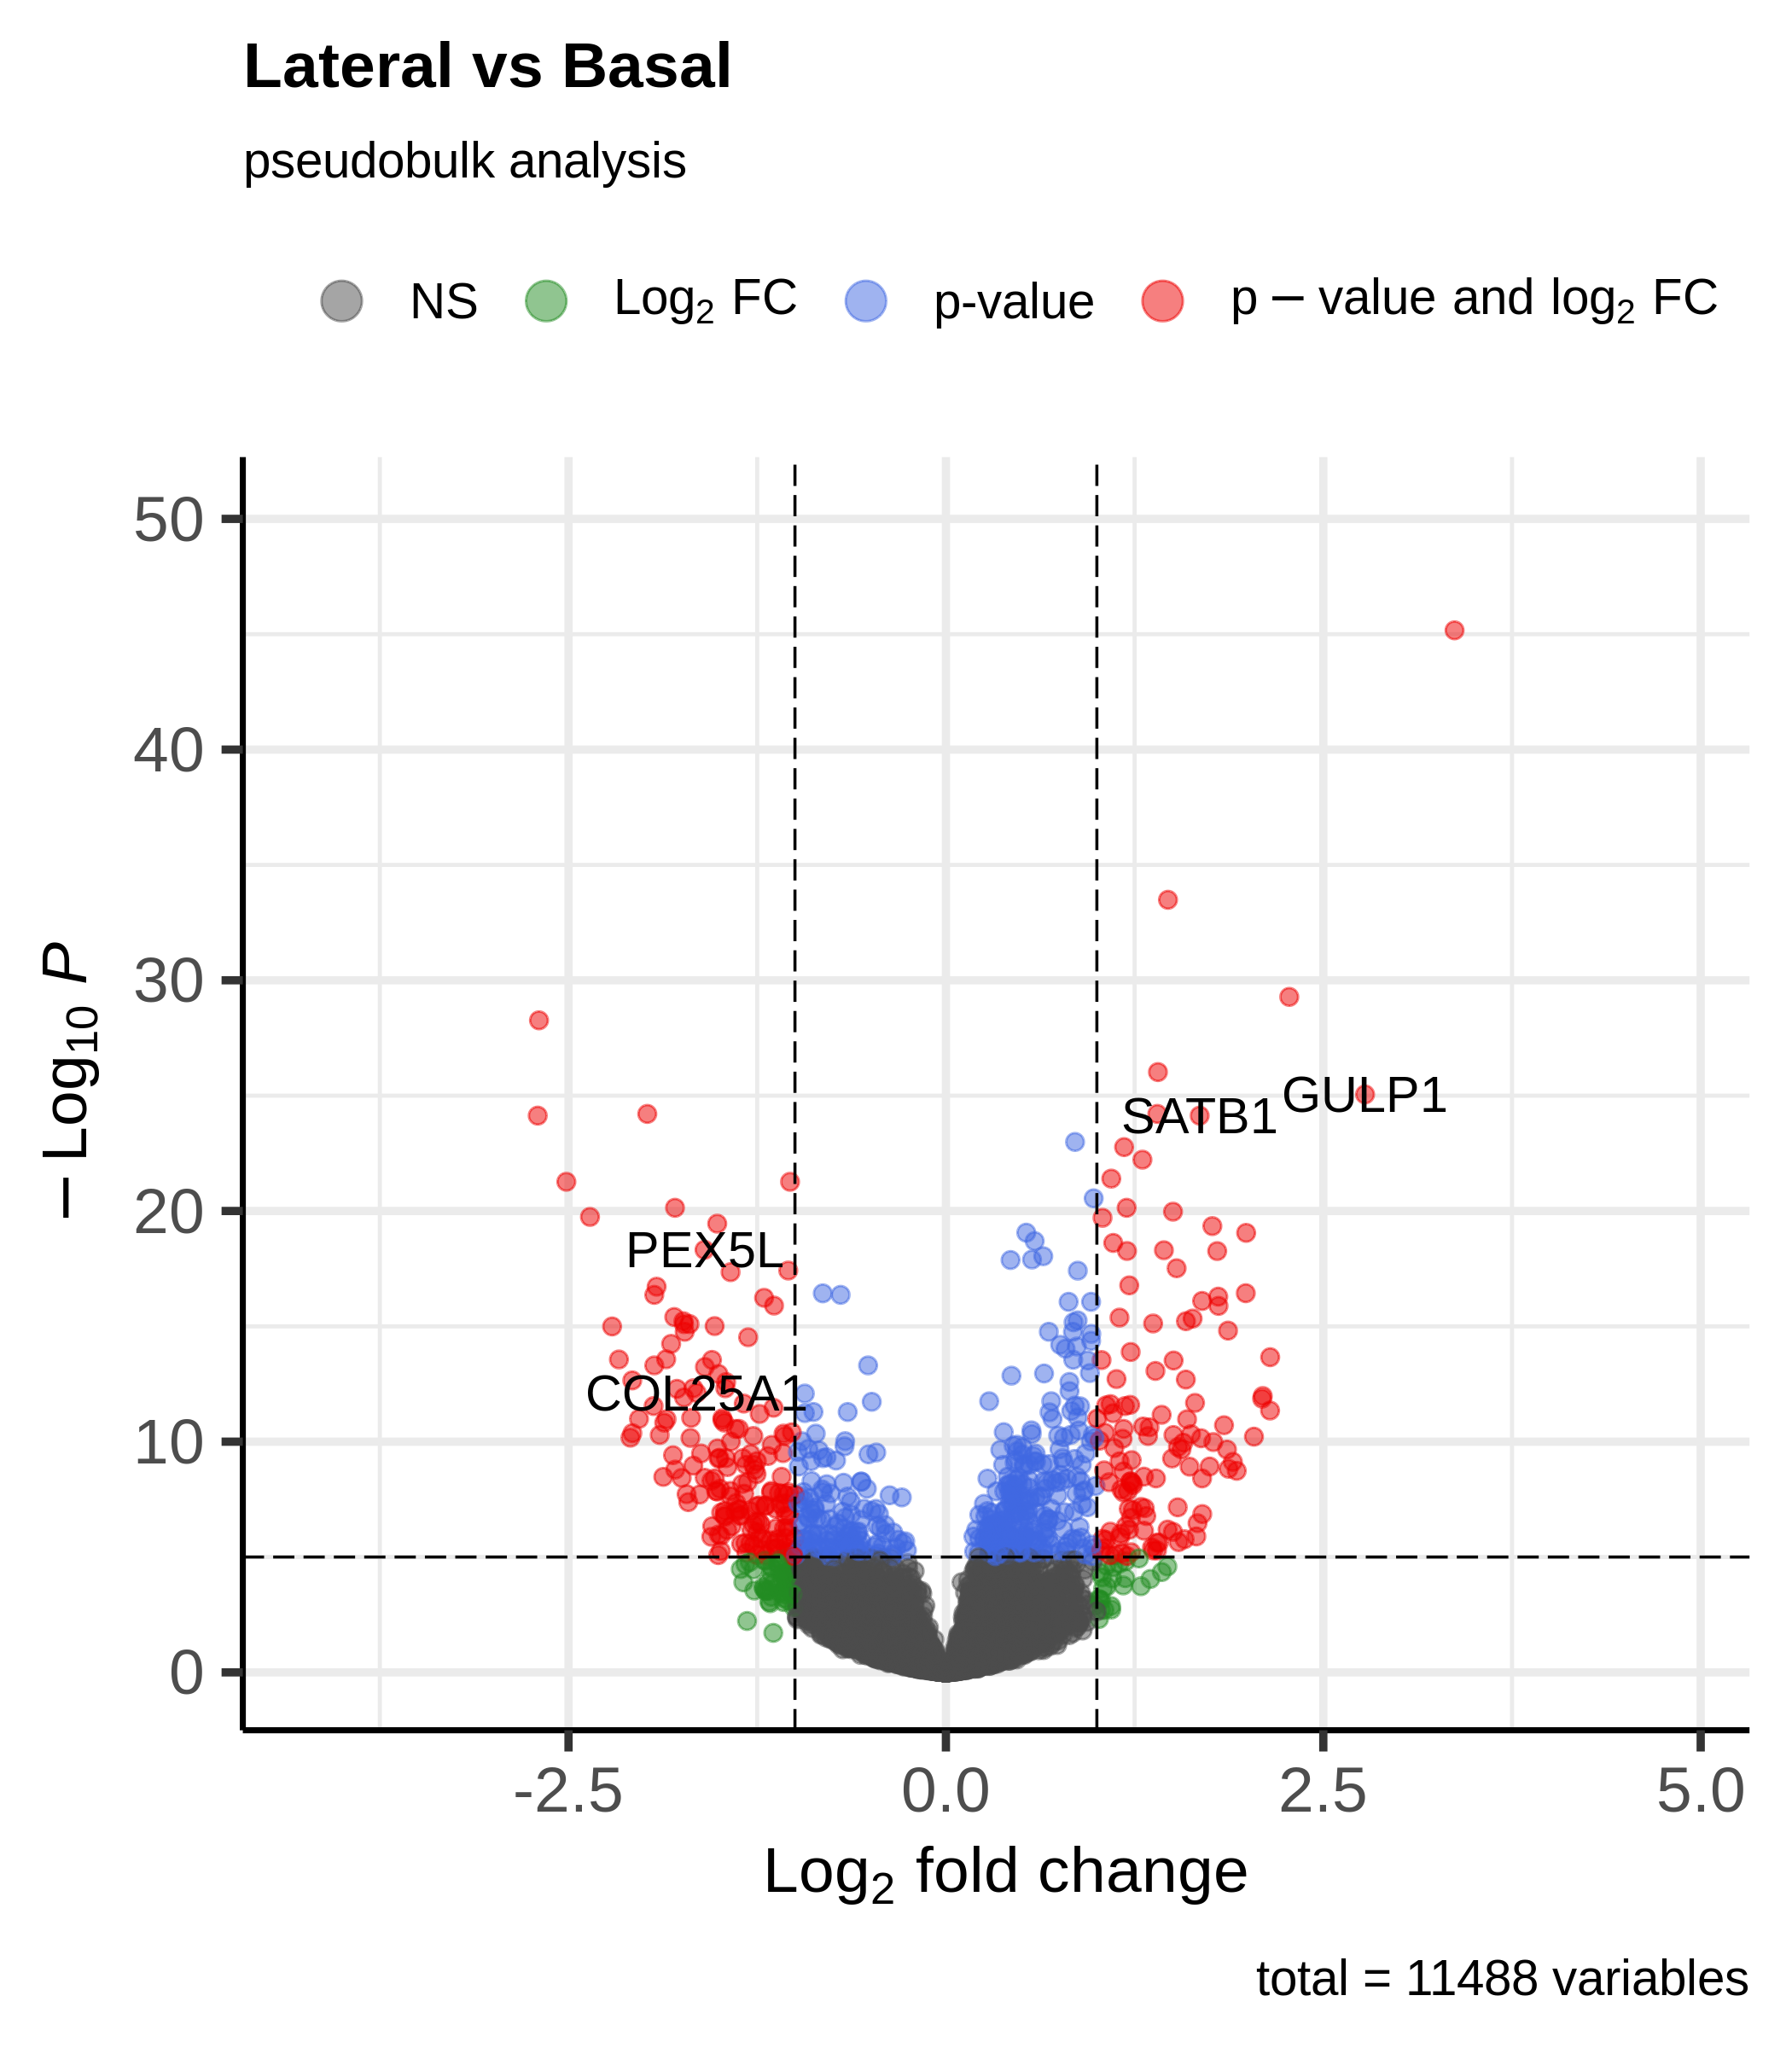 Lateral vs Basal
pseudobulk analysis
NS Log₂ FC p-value p − value and log₂ FC
50
40
30
20
10
0
− Log₁₀ P
GULP1
SATB1
PEX5L
COL25A1
-2.5 0.0 2.5 5.0
Log₂ fold change
total = 11488 variables